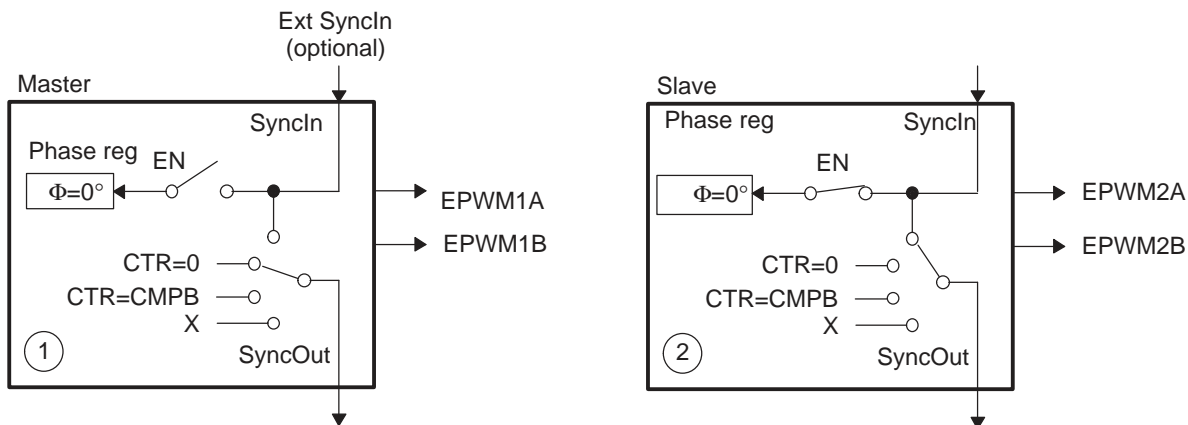 Ext SyncIn
(optional)
Master
SyncIn
Phase reg
EN
Φ=0°
EPWM1A
EPWM1B
CTR=0
CTR=CMPB
X
1
SyncOut
Slave
Phase reg
SyncIn
EN
Φ=0°
EPWM2A
EPWM2B
CTR=0
CTR=CMPB
X
2
SyncOut